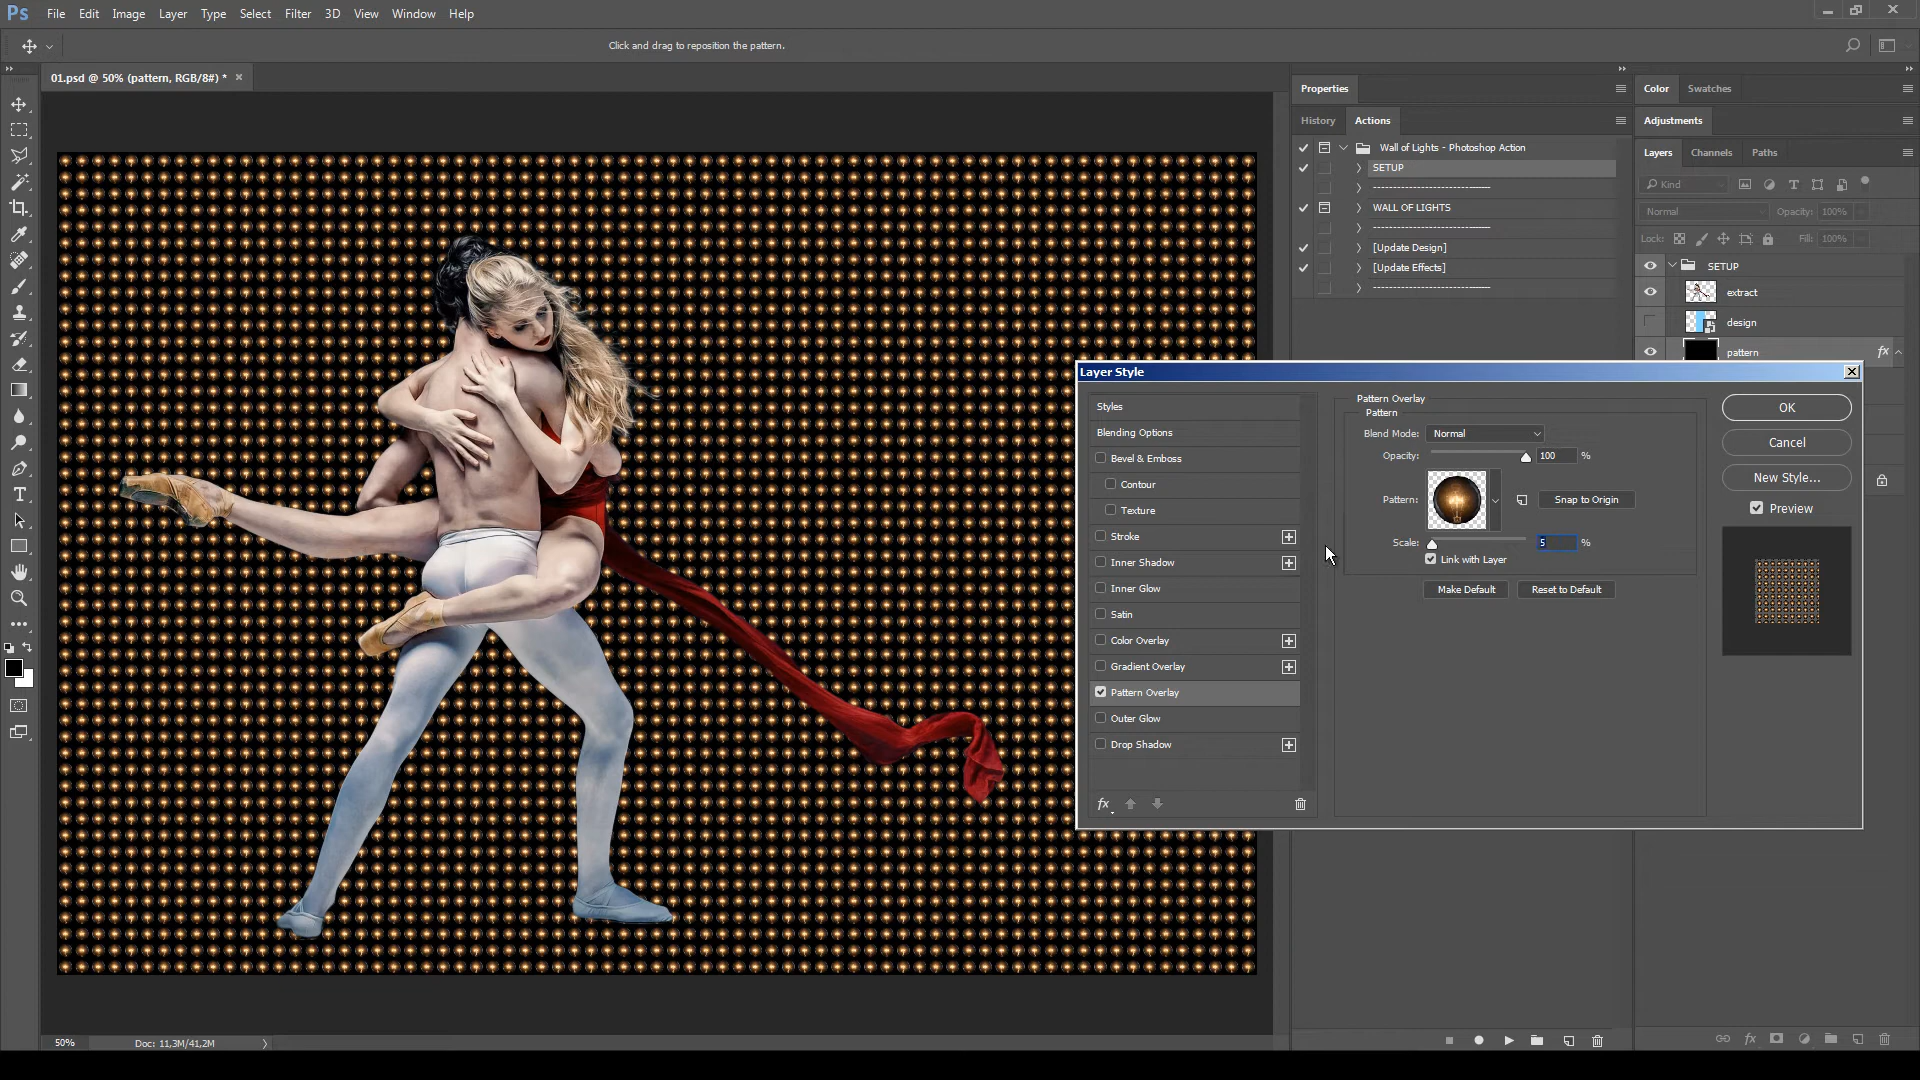 Ps File Edit Image Layer Type Select Filter 3D View Window Help
Click and drag to reposition the pattern.
01.psd @ 50% (pattern, RGB/8#) * ×
Properties
History Actions
Wall of Lights - Photoshop Action
SETUP
------------------------------
WALL OF LIGHTS
------------------------------
[Update Design]
[Update Effects]
------------------------------
Color Swatches
Adjustments
Layers Channels Paths
Kind
Normal Opacity: 100%
Lock: Fill: 100%
SETUP
extract
design
pattern fx
Layer Style
Styles
Blending Options
Bevel & Emboss
Contour
Texture
Stroke
Inner Shadow
Inner Glow
Satin
Color Overlay
Gradient Overlay
Pattern Overlay
Outer Glow
Drop Shadow
fx
Pattern Overlay
Pattern
Blend Mode: Normal
Opacity: 100 %
Pattern: Snap to Origin
Scale: 5 %
Link with Layer
Make Default Reset to Default
OK
Cancel
New Style...
Preview
50% Doc: 11,3M/41,2M
fx